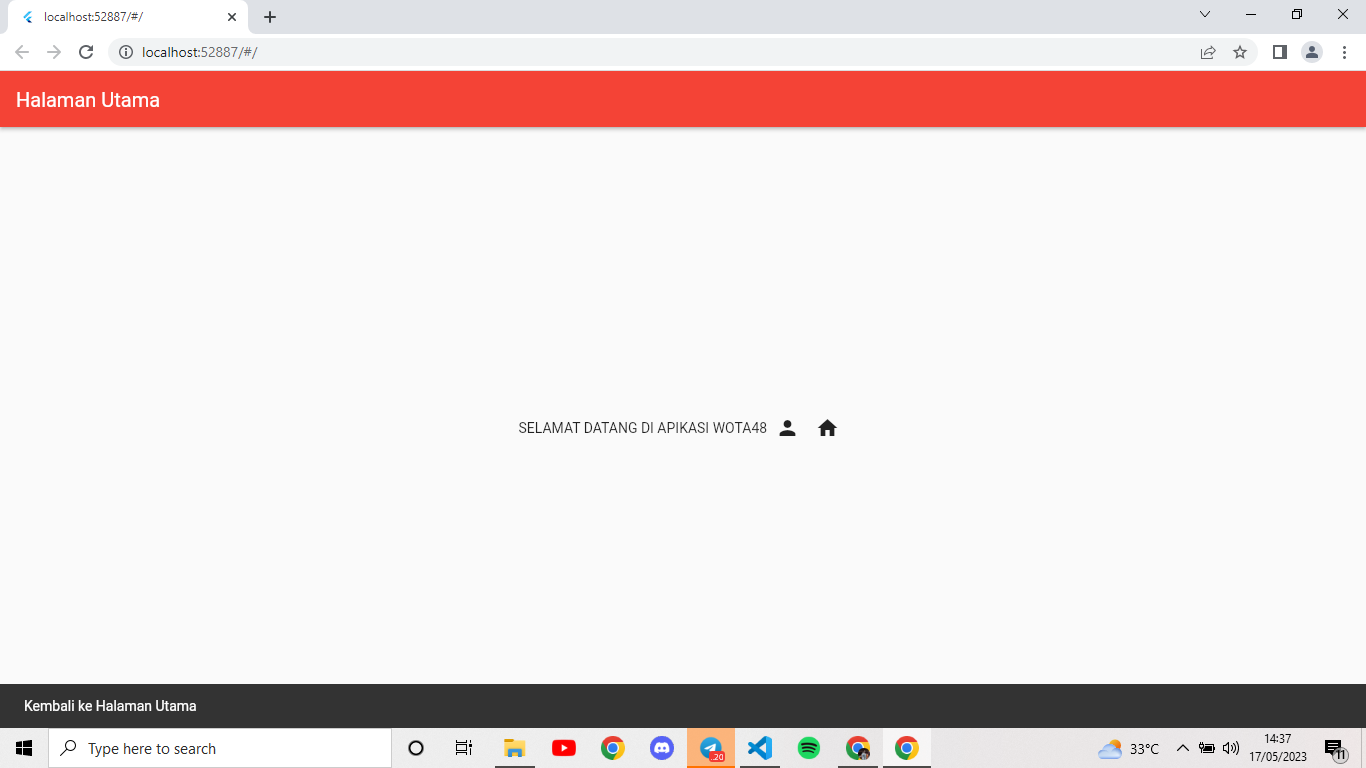 localhost:52887/#/
localhost:52887/#/
Halaman Utama
SELAMAT DATANG DI APIKASI WOTA48
Kembali ke Halaman Utama
Type here to search
20
33°C
14:37
17/05/2023
11